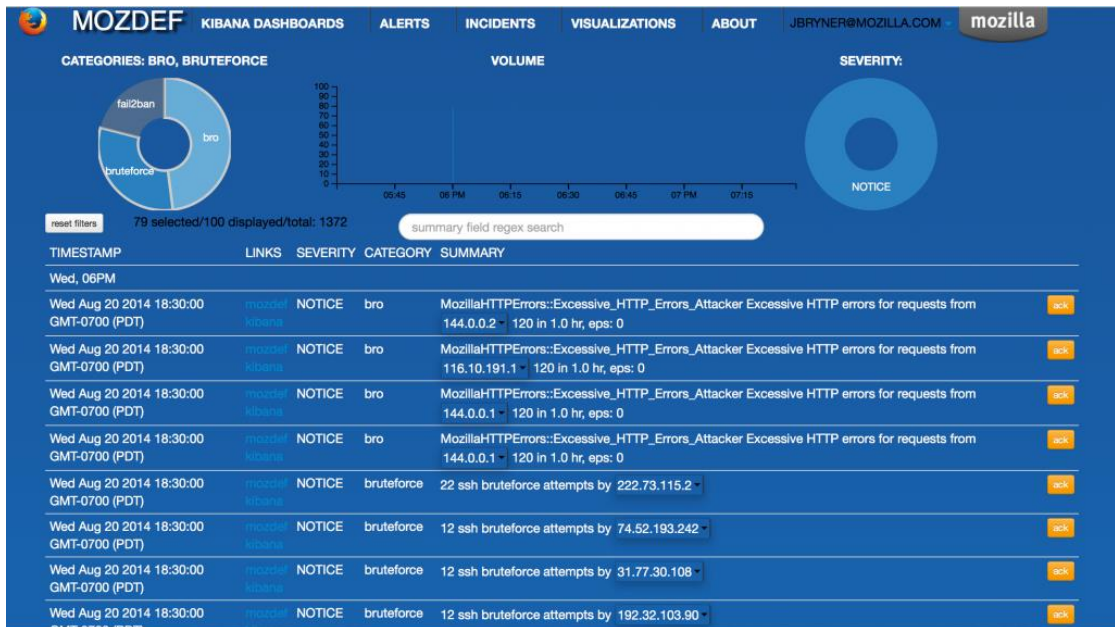 MOZDEF KIBANA DASHBOARDS ALERTS INCIDENTS VISUALIZATIONS ABOUT JBRYNER@MOZILLA.COM mozilla
CATEGORIES: BRO, BRUTEFORCE VOLUME SEVERITY:
fail2ban
bro
bruteforce
100
90
80
70
60
50
40
30
20
10
0
05:45 06 PM 06:15 06:30 06:45 07 PM 07:15
NOTICE
reset filters 79 selected/100 displayed/total: 1372 summary field regex search
TIMESTAMP LINKS SEVERITY CATEGORY SUMMARY
Wed, 06PM
Wed Aug 20 2014 18:30:00 mozdef NOTICE bro MozillaHTTPErrors::Excessive_HTTP_Errors_Attacker Excessive HTTP errors for requests from ack
GMT-0700 (PDT) kibana 144.0.0.2 120 in 1.0 hr, eps: 0
Wed Aug 20 2014 18:30:00 mozdef NOTICE bro MozillaHTTPErrors::Excessive_HTTP_Errors_Attacker Excessive HTTP errors for requests from ack
GMT-0700 (PDT) kibana 116.10.191.1 120 in 1.0 hr, eps: 0
Wed Aug 20 2014 18:30:00 mozdef NOTICE bro MozillaHTTPErrors::Excessive_HTTP_Errors_Attacker Excessive HTTP errors for requests from ack
GMT-0700 (PDT) kibana 144.0.0.1 120 in 1.0 hr, eps: 0
Wed Aug 20 2014 18:30:00 mozdef NOTICE bro MozillaHTTPErrors::Excessive_HTTP_Errors_Attacker Excessive HTTP errors for requests from ack
GMT-0700 (PDT) kibana 144.0.0.1 120 in 1.0 hr, eps: 0
Wed Aug 20 2014 18:30:00 mozdef NOTICE bruteforce 22 ssh bruteforce attempts by 222.73.115.2 ack
GMT-0700 (PDT) kibana
Wed Aug 20 2014 18:30:00 mozdef NOTICE bruteforce 12 ssh bruteforce attempts by 74.52.193.242 ack
GMT-0700 (PDT) kibana
Wed Aug 20 2014 18:30:00 mozdef NOTICE bruteforce 12 ssh bruteforce attempts by 31.77.30.108 ack
GMT-0700 (PDT) kibana
Wed Aug 20 2014 18:30:00 mozdef NOTICE bruteforce 12 ssh bruteforce attempts by 192.32.103.90 ack